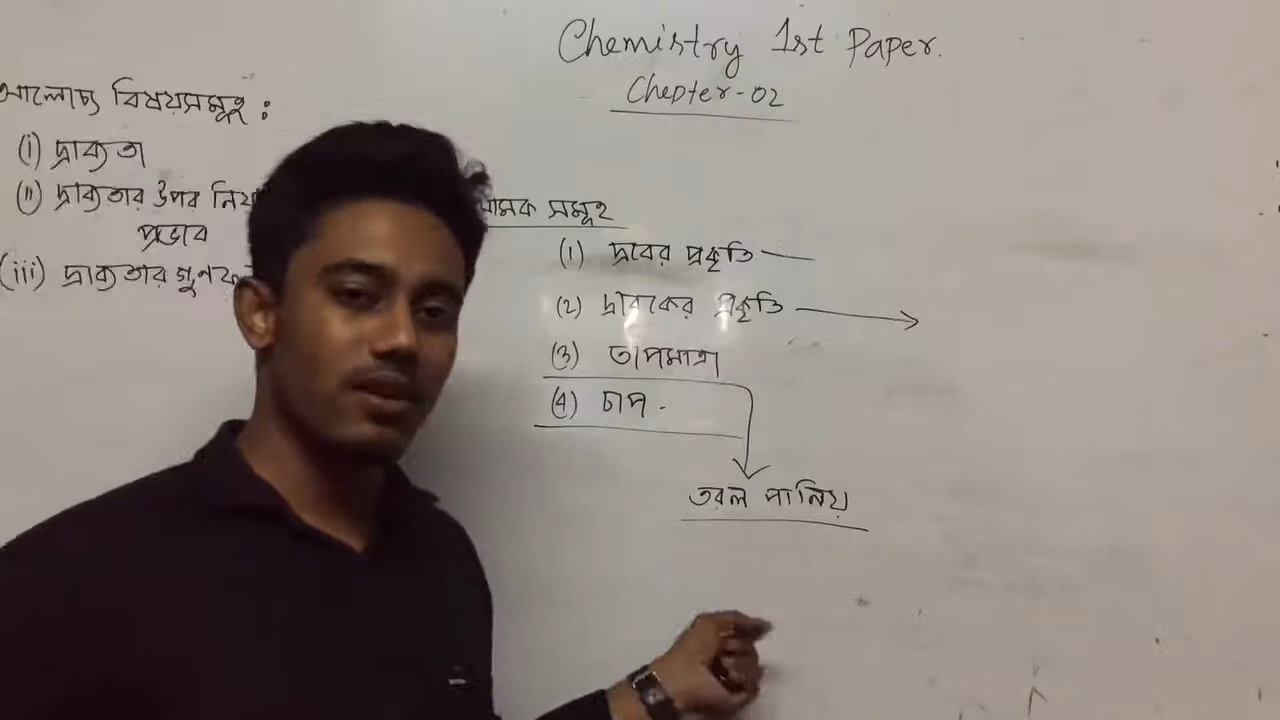 Chemistry 1st Paper.
Chepter-02
আলোচ্য বিষয়সমূহ :
(i) দ্রাব্যতা
(ii) দ্রাব্যতার উপর
প্রভাব
(iii) দ্রাব্যতার
সমূহ
(1) দ্রবের প্রকৃতি
(2) দ্রাবকের প্রকৃতি
(3) তাপমাত্রা
(4) চাপ
তরল পানিয়